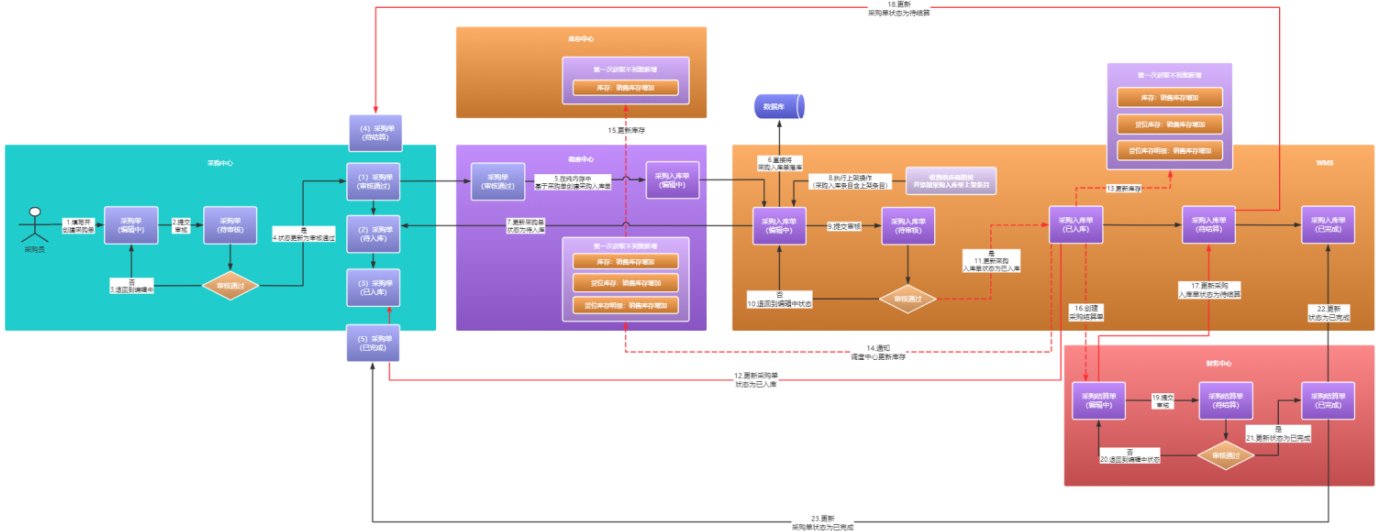 18.更新
采购单状态为待结算
库存中心
第一次获取不到则新增
库存：销售库存增加
(4) 采购单
(待结算)
15.更新库存
数据库
第一次获取不到则新增
库存：销售库存增加
货位库存：销售库存增加
货位库存明细：销售库存增加
采购中心
调度中心
WMS
(1) 采购单
(审核通过)
采购单
(审核通过)
5.在纯内存中
基于采购单创建采购入库单
采购入库单
(编辑中)
6.直接将
采购入库单落库
8.执行上架操作
(采购入库条目含上架条目)
13.更新库存
采购员
1.填写并
创建采购单
采购单
(编辑中)
2.提交
审核
采购单
(待审核)
是
4.状态更新为审核通过
(2) 采购单
(待入库)
7.更新采购单
状态为待入库
采购入库单
(编辑中)
9.提交审核
采购入库单
(待审核)
采购入库单
(已入库)
采购入库单
(待结算)
采购入库单
(已完成)
否
3.退回到编辑中
审核通过
(3) 采购单
(已入库)
第一次获取不到则新增
库存：销售库存增加
货位库存：销售库存增加
货位库存明细：销售库存增加
是
11.更新采购
入库单状态为已入库
否
10.退回到编辑中状态
审核通过
16.创建
采购结算单
17.更新采购
入库单状态为待结算
22.更新
状态为已完成
(5) 采购单
(已完成)
14.通知
调度中心更新库存
12.更新采购单
状态为已入库
财务中心
采购结算单
(编辑中)
19.提交
审核
采购结算单
(待结算)
采购结算单
(已完成)
是
21.更新状态为已完成
否
20.退回到编辑中状态
审核通过
23.更新
采购单状态为已完成